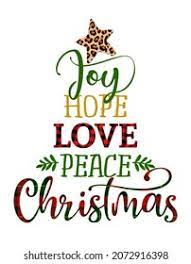 Joy
HOPE
LOVE
PEACE
Christmas
shutterstock.com · 2072916398